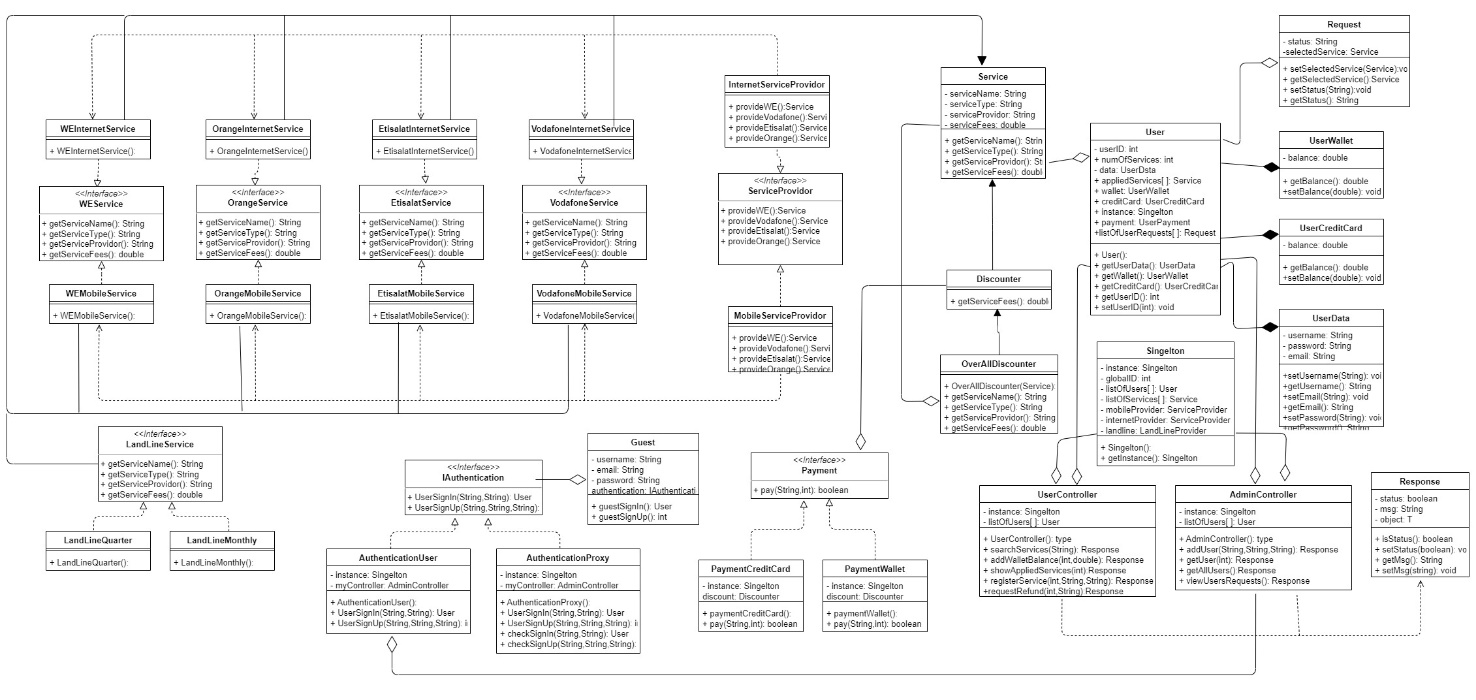 Request
- status: String
-selectedService: Service
+ setSelectedService(Service):vo
+ getSelectedService():Service
+ setStatus(String):void
+ getStatus(): String
Service
- serviceName: String
- serviceType: String
- serviceProvidor: String
- serviceFees: double
+ getServiceName(): String
+ getServiceType(): String
+ getServiceProvidor(): St
+ getServiceFees(): doubl
InternetServiceProvidor
+ provideWE():Service
+ provideVodafone():Servi
+ provideEtisalat():Service
+ provideOrange():Servic
WEInternetService
+ WEInternetService():
OrangeInternetService
+ OrangeInternetService()
EtisalatInternetService
+ EtisalatInternetService()
VodafoneInternetService
+ VodafoneInternetService
User
- userID: int
+ numOfServices: int
- data: UserDsta
+ appliedServices[ ]: Service
+ wallet: UserWallet
+ creditCard: UserCreditCard
+ instance: Singelton
+ payment: UserPayment
+listOfUserRequests[ ]: Request
+ User():
+ getUserData(): UserData
+ getWallet(): UserWallet
+ getCreditCard(): UserCreditCar
+ getUserID(): int
+ setUserID(int): void
UserWallet
- balance: double
+ getBalance(): double
+setBalance(double): void
<<Interface>>
WEService
+ getServiceName(): String
+ getServiceType(): String
+ getServiceProvidor(): String
+ getServiceFees(): double
<<Interface>>
OrangeService
+ getServiceName(): String
+ getServiceType(): String
+ getServiceProvidor(): String
+ getServiceFees(): double
<<Interface>>
EtisalatService
+ getServiceName(): String
+ getServiceType(): String
+ getServiceProvidor(): String
+ getServiceFees(): double
<<Interface>>
VodafoneService
+ getServiceName(): String
+ getServiceType(): String
+ getServiceProvidor(): String
+ getServiceFees(): double
<<Interface>>
ServiceProvidor
+ provideWE():Service
+ provideVodafone():Service
+ provideEtisalat():Service
+ provideOrange():Service
UserCreditCard
- balance: double
+ getBalance(): double
+setBalance(double): void
Discounter
+ getServiceFees(): doubl
WEMobileService
+ WEMobileService():
OrangeMobileService
+ OrangeMobileService()
EtisalatMobileService
+ EtisalatMobileService():
VodafoneMobileService
+ VodafoneMobileService(
MobileServiceProvidor
+ provideWE():Service
+ provideVodafone():Servi
+ provideEtisalat():Service
+ provideOrange():Servic
UserData
- username: String
- password: String
- email: String
+setUsername(String): voi
+getUsername(): String
+setEmail(String): void
+getEmail(): String
+setPassword(String): voi
+getPassword(): String
OverAllDiscounter
+ OverAllDiscounter(Service):
+ getServiceName(): String
+ getServiceType(): String
+ getServiceProvidor(): String
+ getServiceFees(): double
Singelton
- instance: Singelton
- globalID: int
- listOfUsers[ ]: User
- listOfServices[ ]: Service
- mobileProvider: ServiceProvider
- internetProvider: ServiceProvider
- landline: LandLineProvider
+ Singelton():
+ getInstance(): Singelton
<<Interface>>
LandLineService
+ getServiceName(): String
+ getServiceType(): String
+ getServiceProvidor(): String
+ getServiceFees(): double
<<Interface>>
IAuthentication
+ UserSignIn(String,String): User
+ UserSignUp(String,String,String):
Guest
- username: String
- email: String
- password: String
authentication: IAuthenticati
+ guestSignIn(): User
+ guestSignUp(): int
<<Interface>>
Payment
+ pay(String,int): boolean
UserController
- instance: Singelton
- listOfUsers[ ]: User
+ UserController(): type
+ searchServices(String): Response
+ addWalletBalance(int,double): Response
+ showAppliedServices(int):Response
+ registerService(int,String,String): Response
+requestRefund(int,String):Response
AdminController
- instance: Singelton
- listOfUsers[ ]: User
+ AdminController(): type
+ addUser(String,String,String): Response
+ getUser(int): Response
+ getAllUsers(): Response
+ viewUsersRequests(): Response
Response
- status: boolean
- msg: String
- object: T
+ isStatus(): boolean
+ setStatus(boolean): vo
+ getMsg(): String
+ setMsg(string): void
LandLineQuarter
+ LandLineQuarter():
LandLineMonthly
+ LandLineMonthly():
AuthenticationUser
- instance: Singelton
- myController: AdminController
+ AuthenticationUser():
+ UserSignIn(String,String): User
+ UserSignUp(String,String,String): i
AuthenticationProxy
- instance: Singelton
- myController: AdminController
+ AuthenticationProxy():
+ UserSignIn(String,String): User
+ UserSignUp(String,String,String): i
+ checkSignIn(String,String): User
+ checkSignUp(String,String,String):
PaymentCreditCard
- instance: Singelton
discount: Discounter
+ paymentCreditCard():
+ pay(String,int): boolean
PaymentWallet
- instance: Singelton
discount: Discounter
+ paymentWallet():
+ pay(String,int): boolean